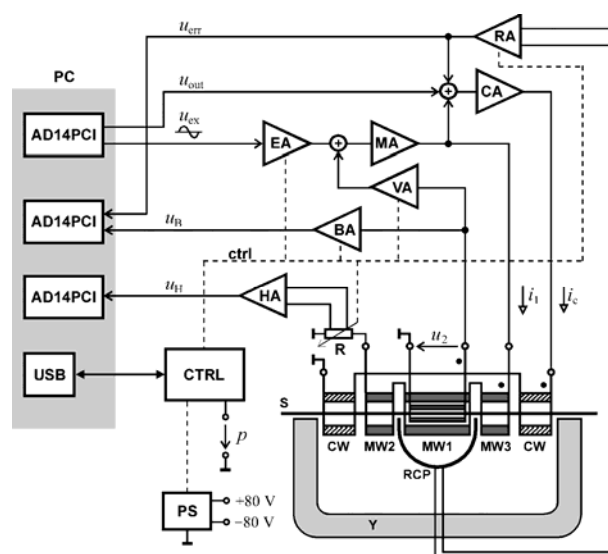 u_err
RA
PC
u_out
CA
AD14PCI
u_ex
EA
MA
VA
AD14PCI
u_B
BA
ctrl
AD14PCI
u_H
HA
i_1
i_c
R
u_2
USB
CTRL
S
p
CW
MW2
MW1
MW3
CW
RCP
PS
+80 V
−80 V
Y